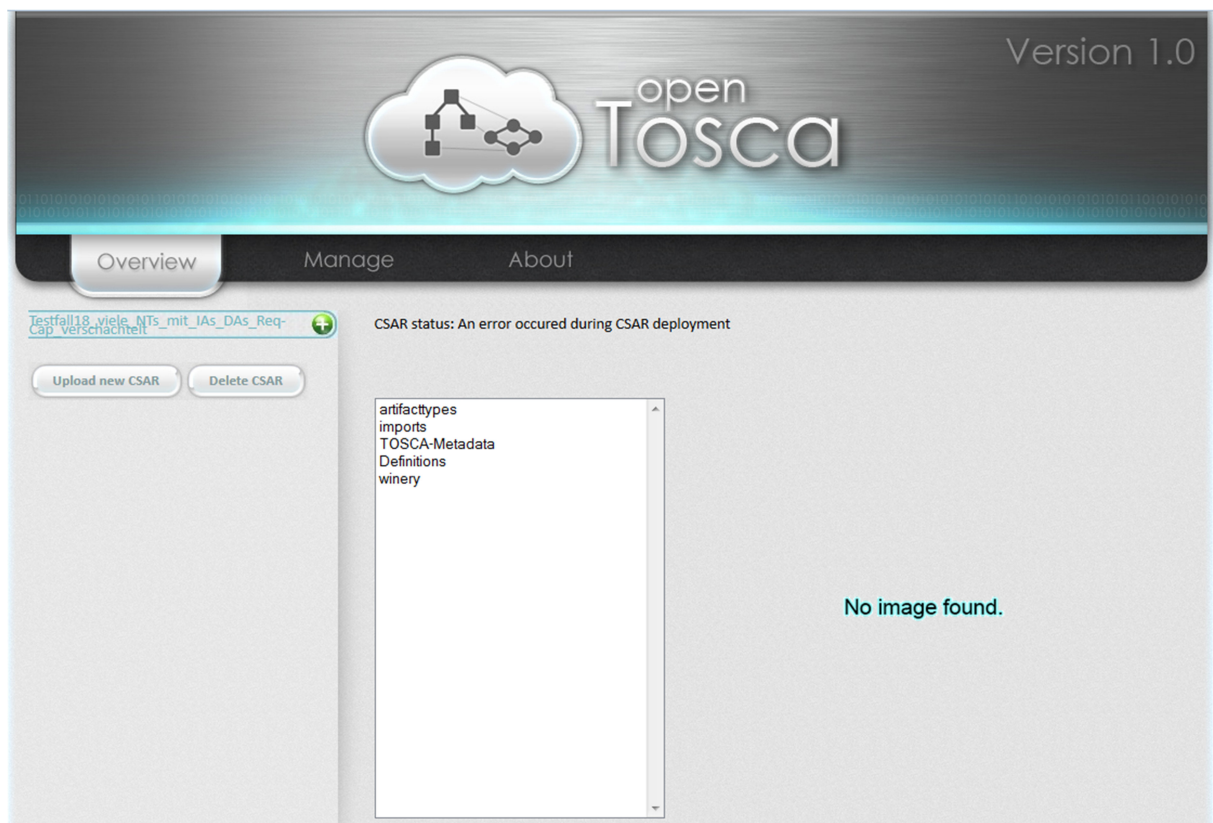 Version 1.0
open
Tosca
Overview
Manage
About
Testfall18_viele_NTs_mit_IAs_DAs_Req-
Cap_verschachtelt
CSAR status: An error occured during CSAR deployment
Upload new CSAR
Delete CSAR
artifacttypes
imports
TOSCA-Metadata
Definitions
winery
No image found.